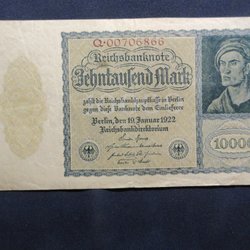 Q·00706866
Reichsbanknote
Zehntausend Mark
zahlt die Reichsbankhauptkasse in Berlin
gegen diese Banknote dem Einlieferer
Berlin, den 19. Januar 1922
Reichsbankdirektorium
10000